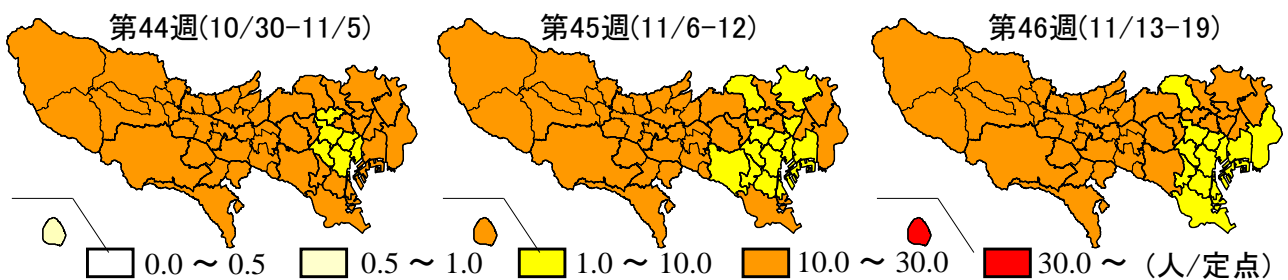 第44週(10/30-11/5) 第45週(11/6-12) 第46週(11/13-19)
0.0 ～ 0.5 0.5 ～ 1.0 1.0 ～ 10.0 10.0 ～ 30.0 30.0 ～ (人/定点)